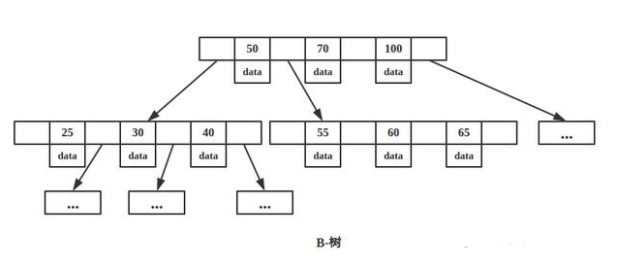 50 70 100
data data data
25 30 40 55 60 65 ...
data data data data data data
... ... ...
B-树